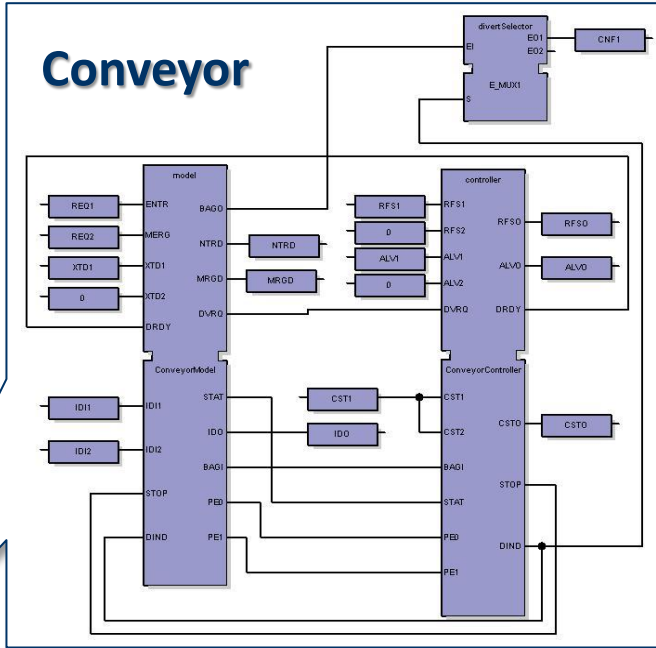 Conveyor
divertSelector
EI
EO1
EO2
CNF1
E_MUX1
S
model
REQ1
ENTR
BAGO
REQ2
MERG
NTRD
NTRD
XTD1
XTD1
MRGD
MRGD
0
XTD2
DVRQ
DRDY
controller
RFS1
RFS1
RFSO
RFSO
0
RFS2
ALV1
ALV1
ALVO
ALVO
0
ALV2
DVRQ
DRDY
ConveyorModel
STAT
IDI1
IDI1
IDO
IDO
IDI2
IDI2
BAGI
STOP
PE0
DIND
PE1
ConveyorController
CST1
CST1
CST2
CSTO
CSTO
BAGI
STOP
STAT
PE0
DIND
PE1